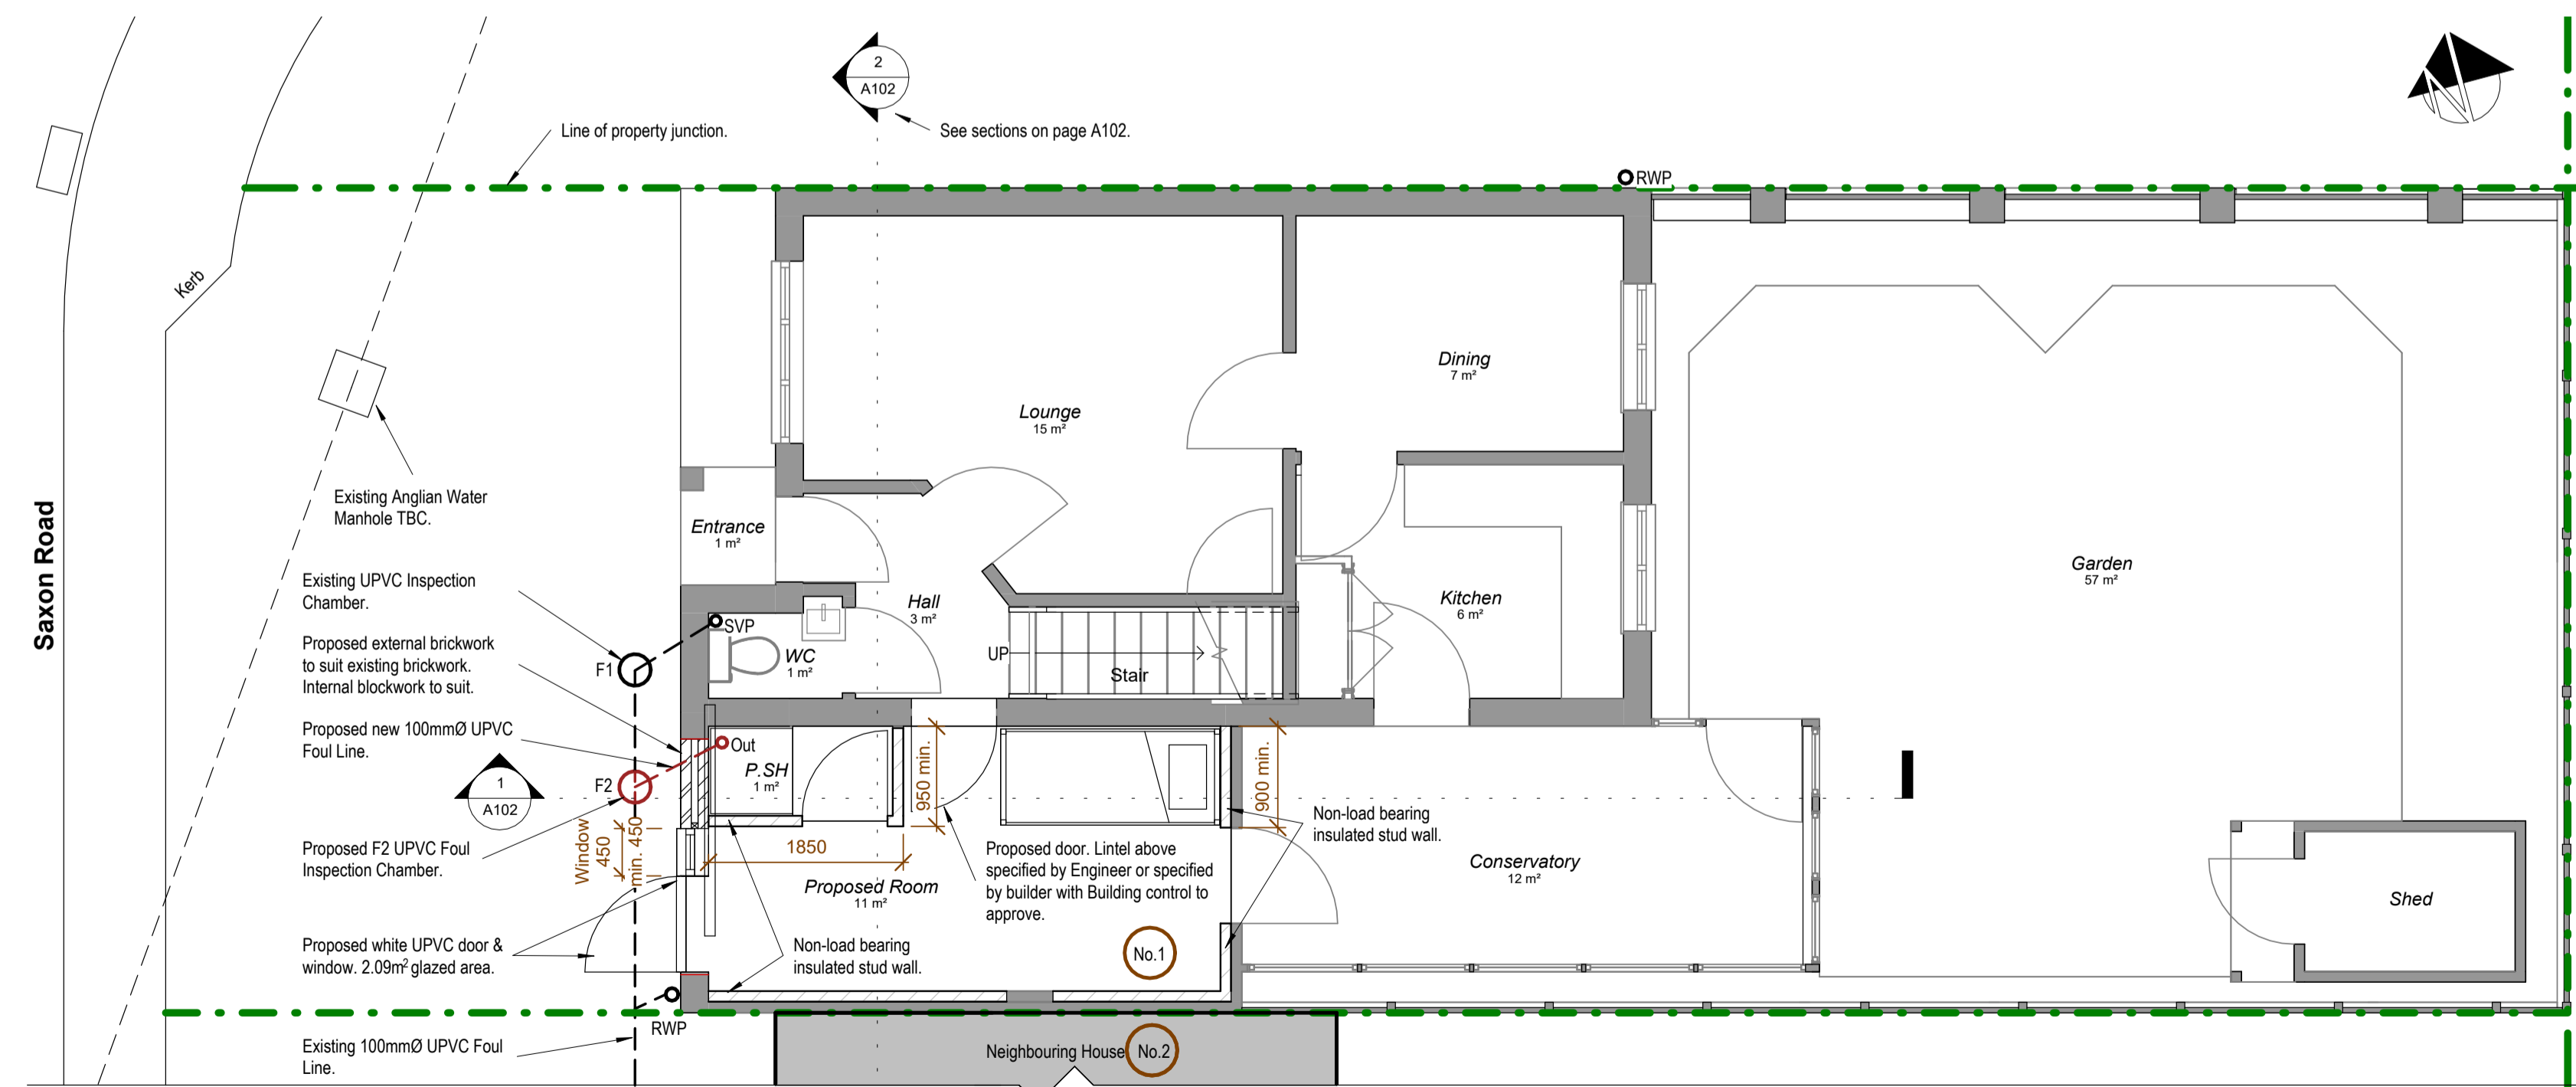 2
A102
See sections on page A102.
Line of property junction.
RWP
Kerb
Dining
7 m²
Lounge
15 m²
Existing Anglian Water
Manhole TBC.
Entrance
1 m²
Saxon Road
Garden
57 m²
Existing UPVC Inspection
Chamber.
Hall
3 m²
Kitchen
6 m²
SVP
Proposed external brickwork
to suit existing brickwork.
Internal blockwork to suit.
F1
WC
1 m²
UP
Stair
Proposed new 100mmØ UPVC
Foul Line.
Out
P.SH
1 m²
950 min.
900 min.
1
A102
F2
Non-load bearing
insulated stud wall.
Window
450
min. 450
1850
Proposed F2 UPVC Foul
Inspection Chamber.
Proposed door. Lintel above
specified by Engineer or specified
by builder with Building control to
approve.
Conservatory
12 m²
Proposed Room
11 m²
Shed
Proposed white UPVC door &
window. 2.09m² glazed area.
Non-load bearing
insulated stud wall.
No.1
RWP
Existing 100mmØ UPVC Foul
Line.
Neighbouring House
No.2